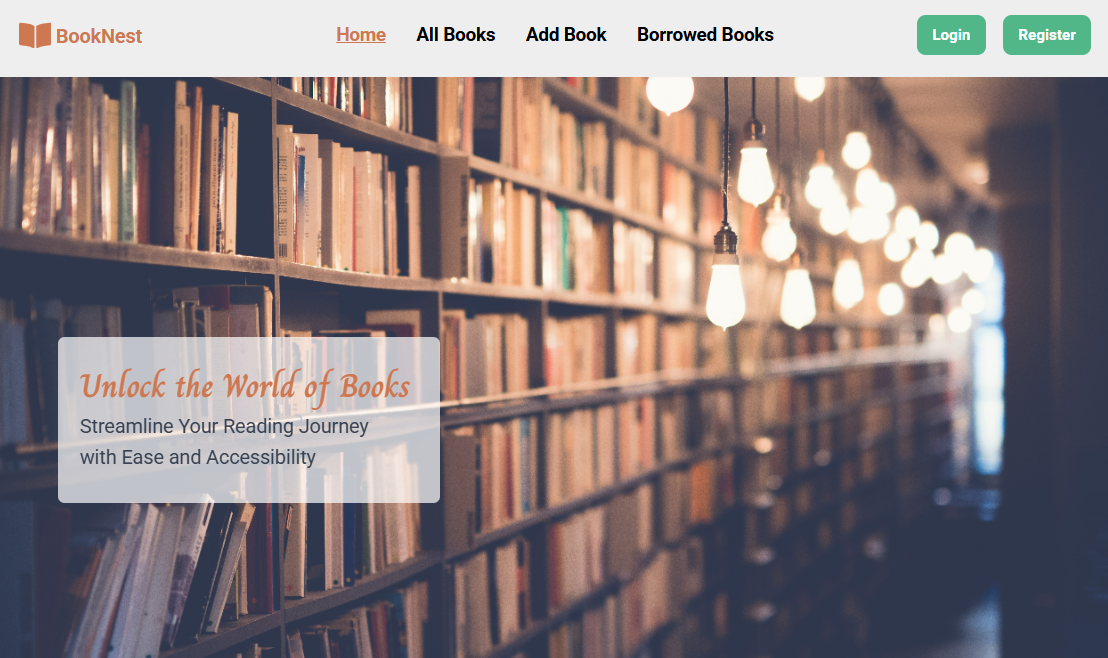 BookNest
Home
All Books
Add Book
Borrowed Books
Login
Register
Unlock the World of Books
Streamline Your Reading Journey
with Ease and Accessibility